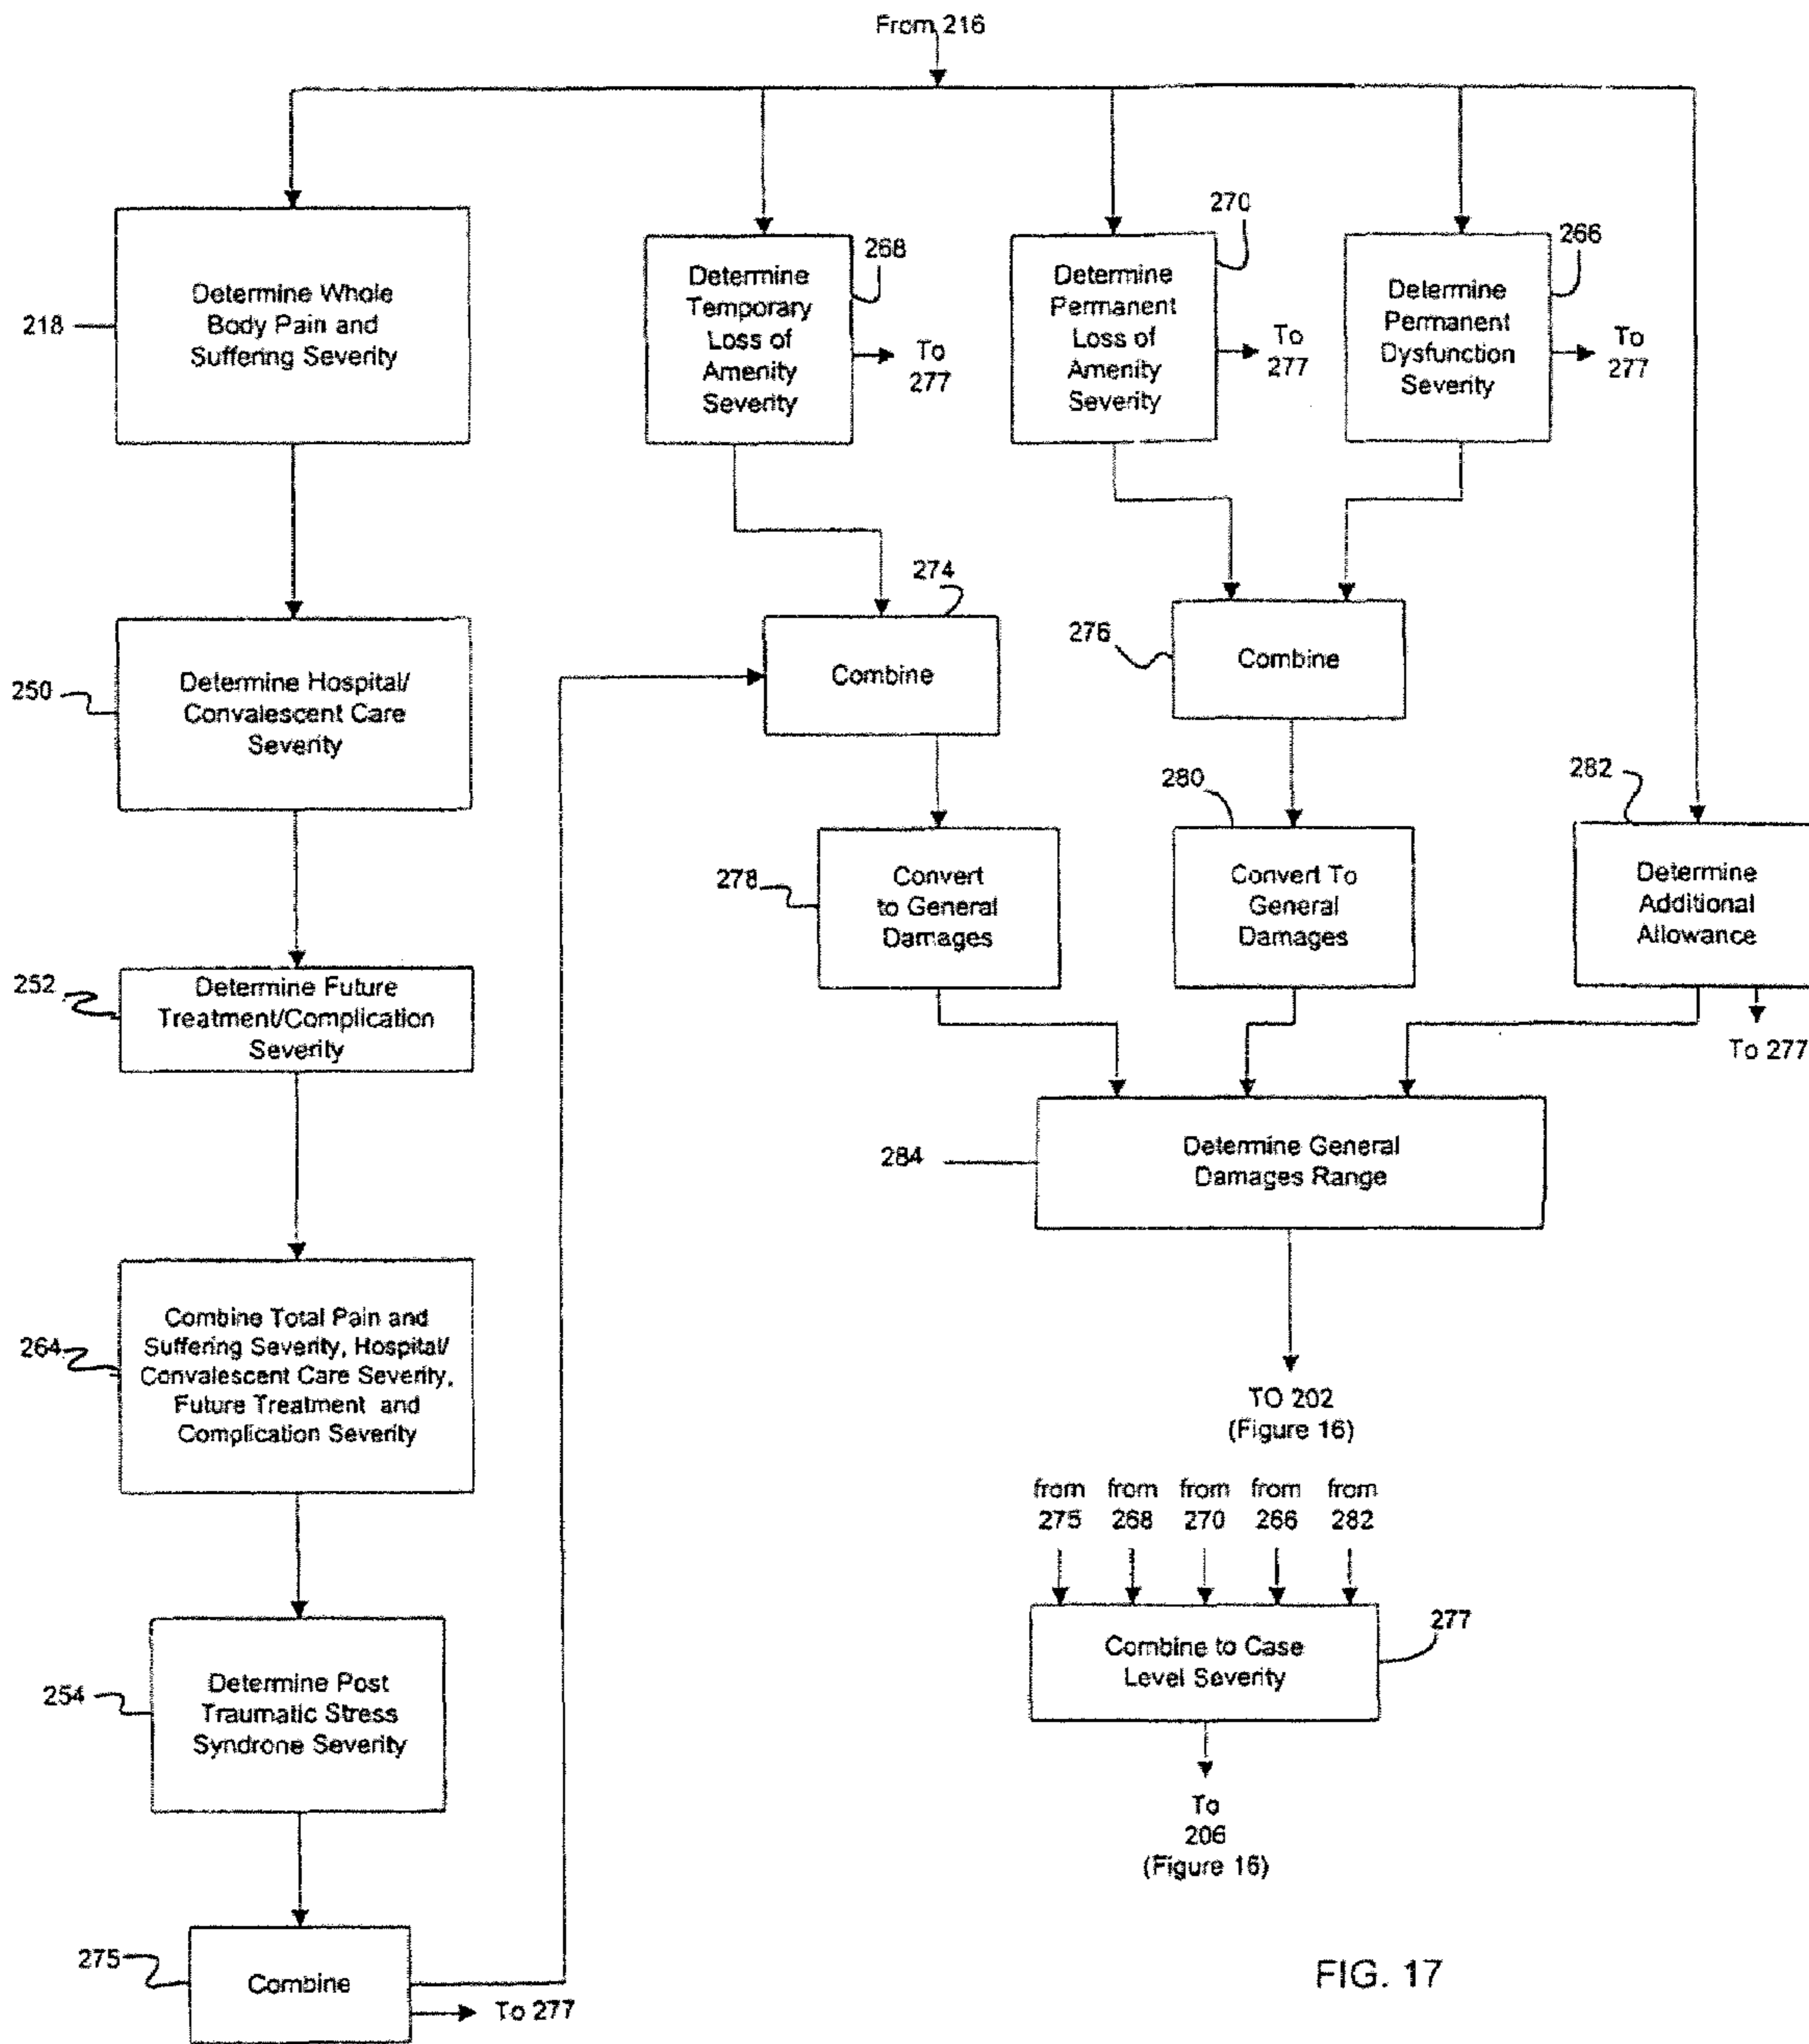 From 216
218
Determine Whole
Body Pain and
Suffering Severity
268
Determine
Temporary
Loss of
Amenity
Severity
To
277
270
Determine
Permanent
Loss of
Amenity
Severity
To
277
266
Determine
Permanent
Dysfunction
Severity
To
277
250
Determine Hospital/
Convalescent Care
Severity
274
Combine
276
Combine
252
Determine Future
Treatment/Complication
Severity
278
Convert
to General
Damages
280
Convert To
General
Damages
282
Determine
Additional
Allowance
To 277
284
Determine General
Damages Range
TO 202
(Figure 16)
264
Combine Total Pain and
Suffering Severity, Hospital/
Convalescent Care Severity,
Future Treatment and
Complication Severity
254
Determine Post
Traumatic Stress
Syndrone Severity
275
Combine
To 277
from
275
from
268
from
270
from
266
from
282
277
Combine to Case
Level Severity
To
206
(Figure 16)
FIG. 17